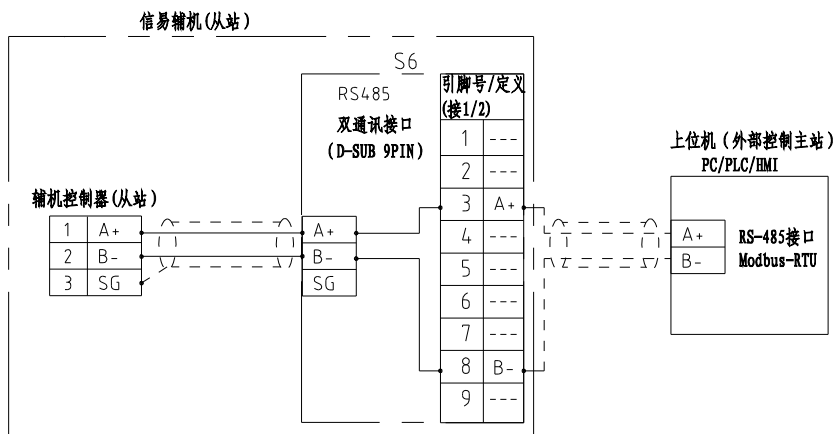 信易辅机(从站)
S6
RS485
双通讯接口
(D-SUB 9PIN)
引脚号/定义
(接1/2)
1 ---
2 ---
3 A+
4 ---
5 ---
6 ---
7 ---
8 B-
9 ---
辅机控制器(从站)
1 A+
2 B-
3 SG
A+
B-
SG
上位机(外部控制主站)
PC/PLC/HMI
A+
B-
RS-485接口
Modbus-RTU